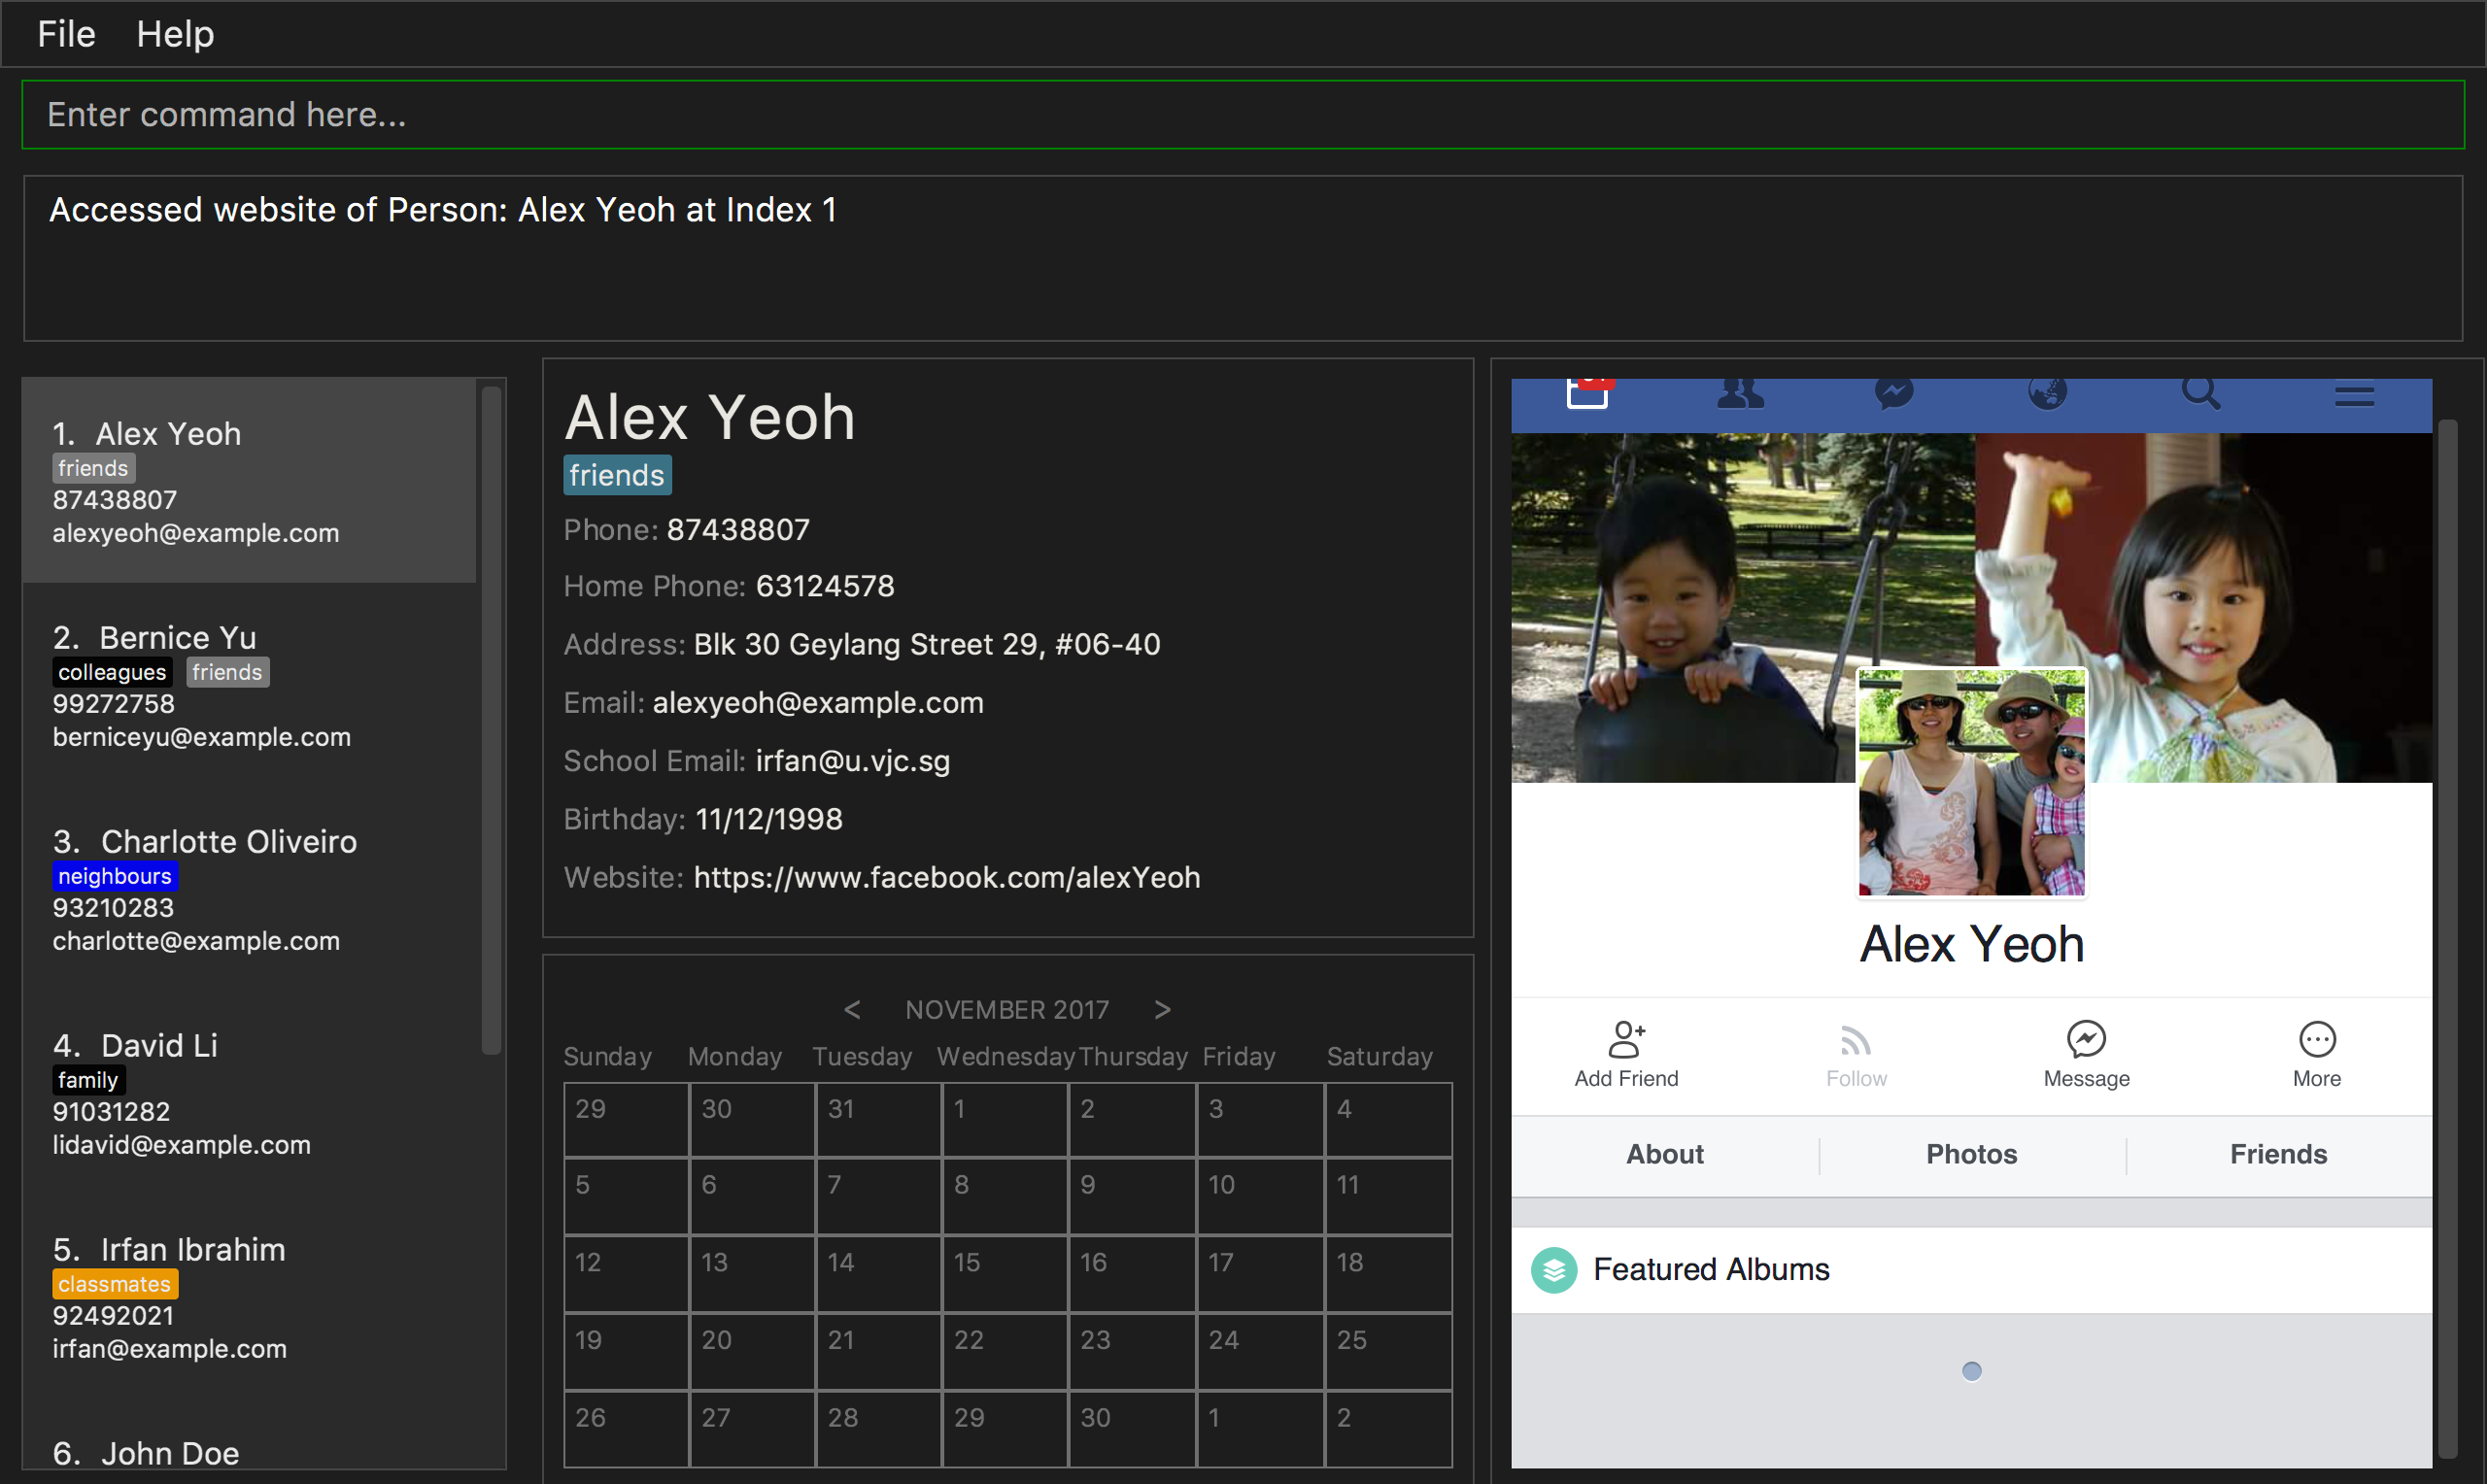 File Help
Enter command here...
Accessed website of Person: Alex Yeoh at Index 1
1. Alex Yeoh
friends
87438807
alexyeoh@example.com
2. Bernice Yu
colleagues friends
99272758
berniceyu@example.com
3. Charlotte Oliveiro
neighbours
93210283
charlotte@example.com
4. David Li
family
91031282
lidavid@example.com
5. Irfan Ibrahim
classmates
92492021
irfan@example.com
6. John Doe
Alex Yeoh
friends
Phone: 87438807
Home Phone: 63124578
Address: Blk 30 Geylang Street 29, #06-40
Email: alexyeoh@example.com
School Email: irfan@u.vjc.sg
Birthday: 11/12/1998
Website: https://www.facebook.com/alexYeoh
< NOVEMBER 2017 >
Sunday Monday Tuesday Wednesday Thursday Friday Saturday
29 30 31 1 2 3 4
5 6 7 8 9 10 11
12 13 14 15 16 17 18
19 20 21 22 23 24 25
26 27 28 29 30 1 2
Alex Yeoh
Add Friend Follow Message More
About Photos Friends
Featured Albums